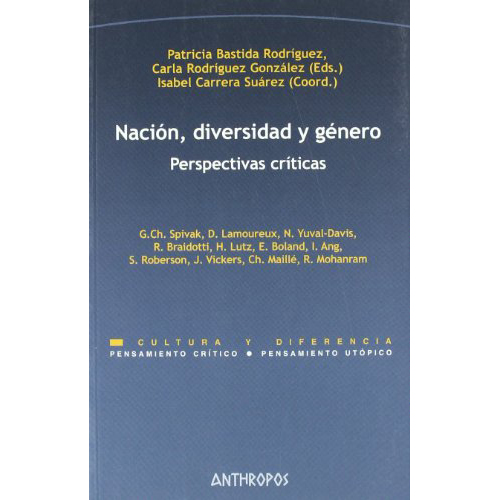 Patricia Bastida Rodríguez,
Carla Rodríguez González (Eds.)
Isabel Carrera Suárez (Coord.)
Nación, diversidad y género
Perspectivas críticas
G.Ch. Spivak, D. Lamoureux, N. Yuval-Davis,
R. Braidotti, H. Lutz, E. Boland, I. Ang,
S. Roberson, J. Vickers, Ch. Maillé, R. Mohanram
CULTURA Y DIFERENCIA
PENSAMIENTO CRÍTICO ● PENSAMIENTO UTÓPICO
ANTHROPOS